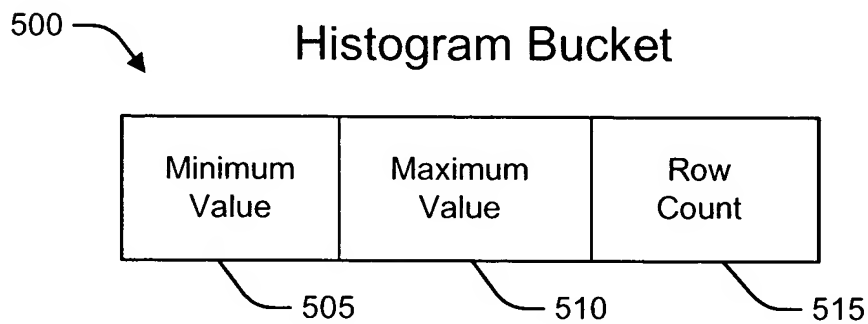 500
Histogram Bucket
Minimum
Value
Maximum
Value
Row
Count
505
510
515